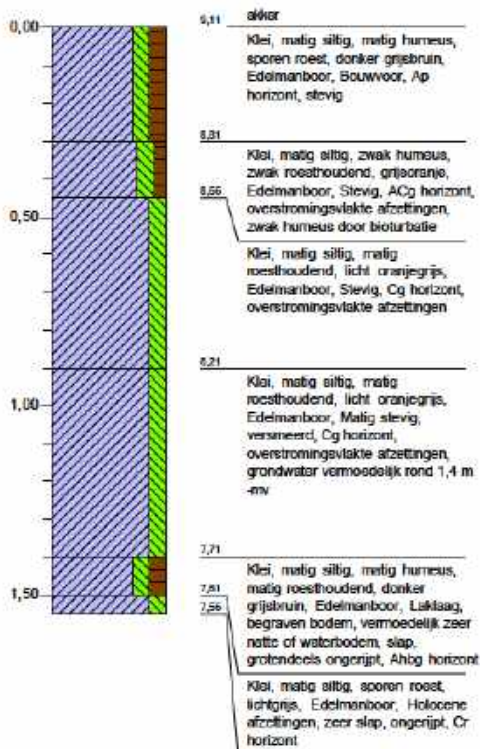 0,00
9,11
akker
Klei, matig siltig, matig humeus,
sporen roest, donker grijsbruin,
Edelmanboor, Bouwvoor, Ap
horizont, stevig
8,81
Klei, matig siltig, zwak humeus,
zwak roesthoudend, grijsoranje,
Edelmanboor, Stevig, ACg horizont,
overstromingsvlakte afzettingen,
zwak humeus door bioturbatie
8,66
0,50
Klei, matig siltig, matig
roesthoudend, licht oranjegrijs,
Edelmanboor, Stevig, Cg horizont,
overstromingsvlakte afzettingen
8,21
Klei, matig siltig, matig
roesthoudend, licht oranjegrijs,
Edelmanboor, Matig stevig,
versmeerd, Cg horizont,
overstromingsvlakte afzettingen,
grondwater vermoedelijk rond 1,4 m
-mv
1,00
7,71
Klei, matig siltig, matig humeus,
matig roesthoudend, donker
grijsbruin, Edelmanboor, Laklaag,
begraven bodem, vermoedelijk zeer
natte of waterbodem, slap,
grotendeels ongerijpt, Ahbg horizont
1,50
7,61
7,56
Klei, matig siltig, sporen roest,
lichtgrijs, Edelmanboor, Holocene
afzettingen, zeer slap, ongerijpt, Cr
horizont